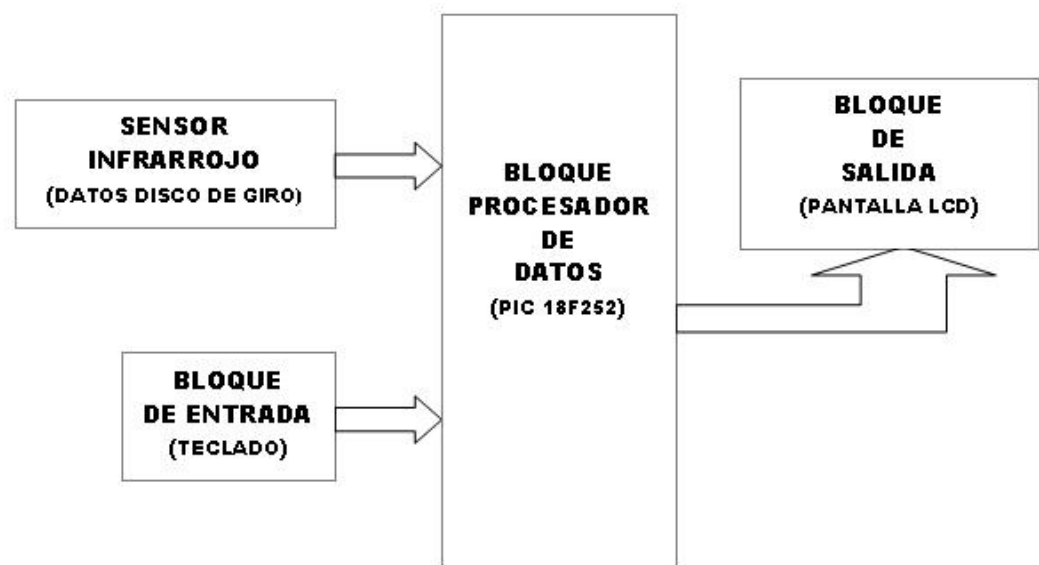 SENSOR
INFRARROJO
(DATOS DISCO DE GIRO)
BLOQUE
DE ENTRADA
(TECLADO)
BLOQUE
PROCESADOR
DE
DATOS
(PIC 18F252)
BLOQUE
DE
SALIDA
(PANTALLA LCD)